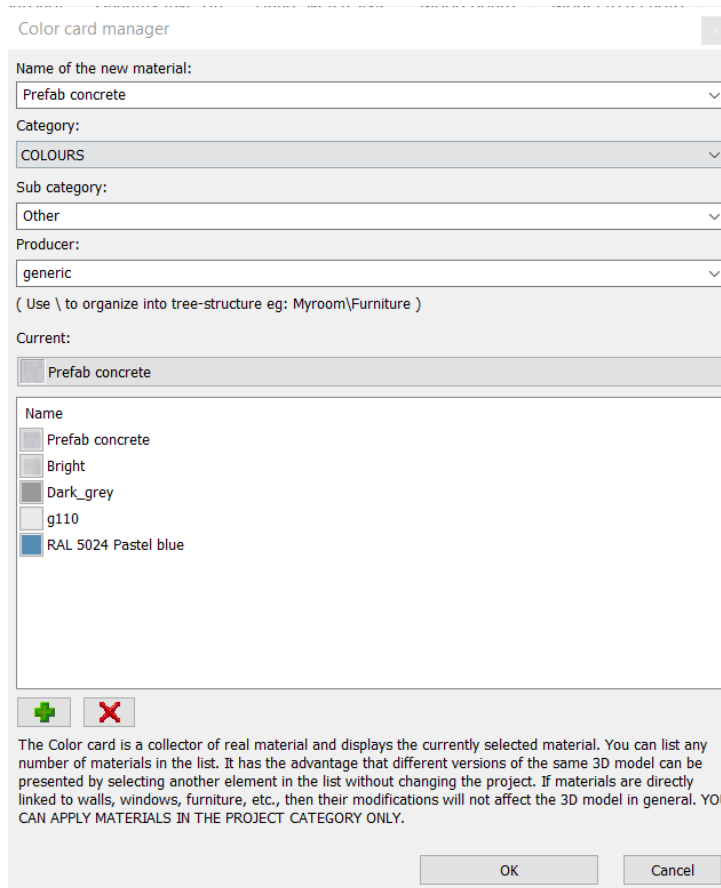 Color card manager
Name of the new material:
Prefab concrete
Category:
COLOURS
Sub category:
Other
Producer:
generic
( Use \ to organize into tree-structure eg: Myroom\Furniture )
Current:
Prefab concrete
Name
Prefab concrete
Bright
Dark_grey
g110
RAL 5024 Pastel blue
The Color card is a collector of real material and displays the currently selected material. You can list any
number of materials in the list. It has the advantage that different versions of the same 3D model can be
presented by selecting another element in the list without changing the project. If materials are directly
linked to walls, windows, furniture, etc., then their modifications will not affect the 3D model in general. YO
CAN APPLY MATERIALS IN THE PROJECT CATEGORY ONLY.
OK
Cancel